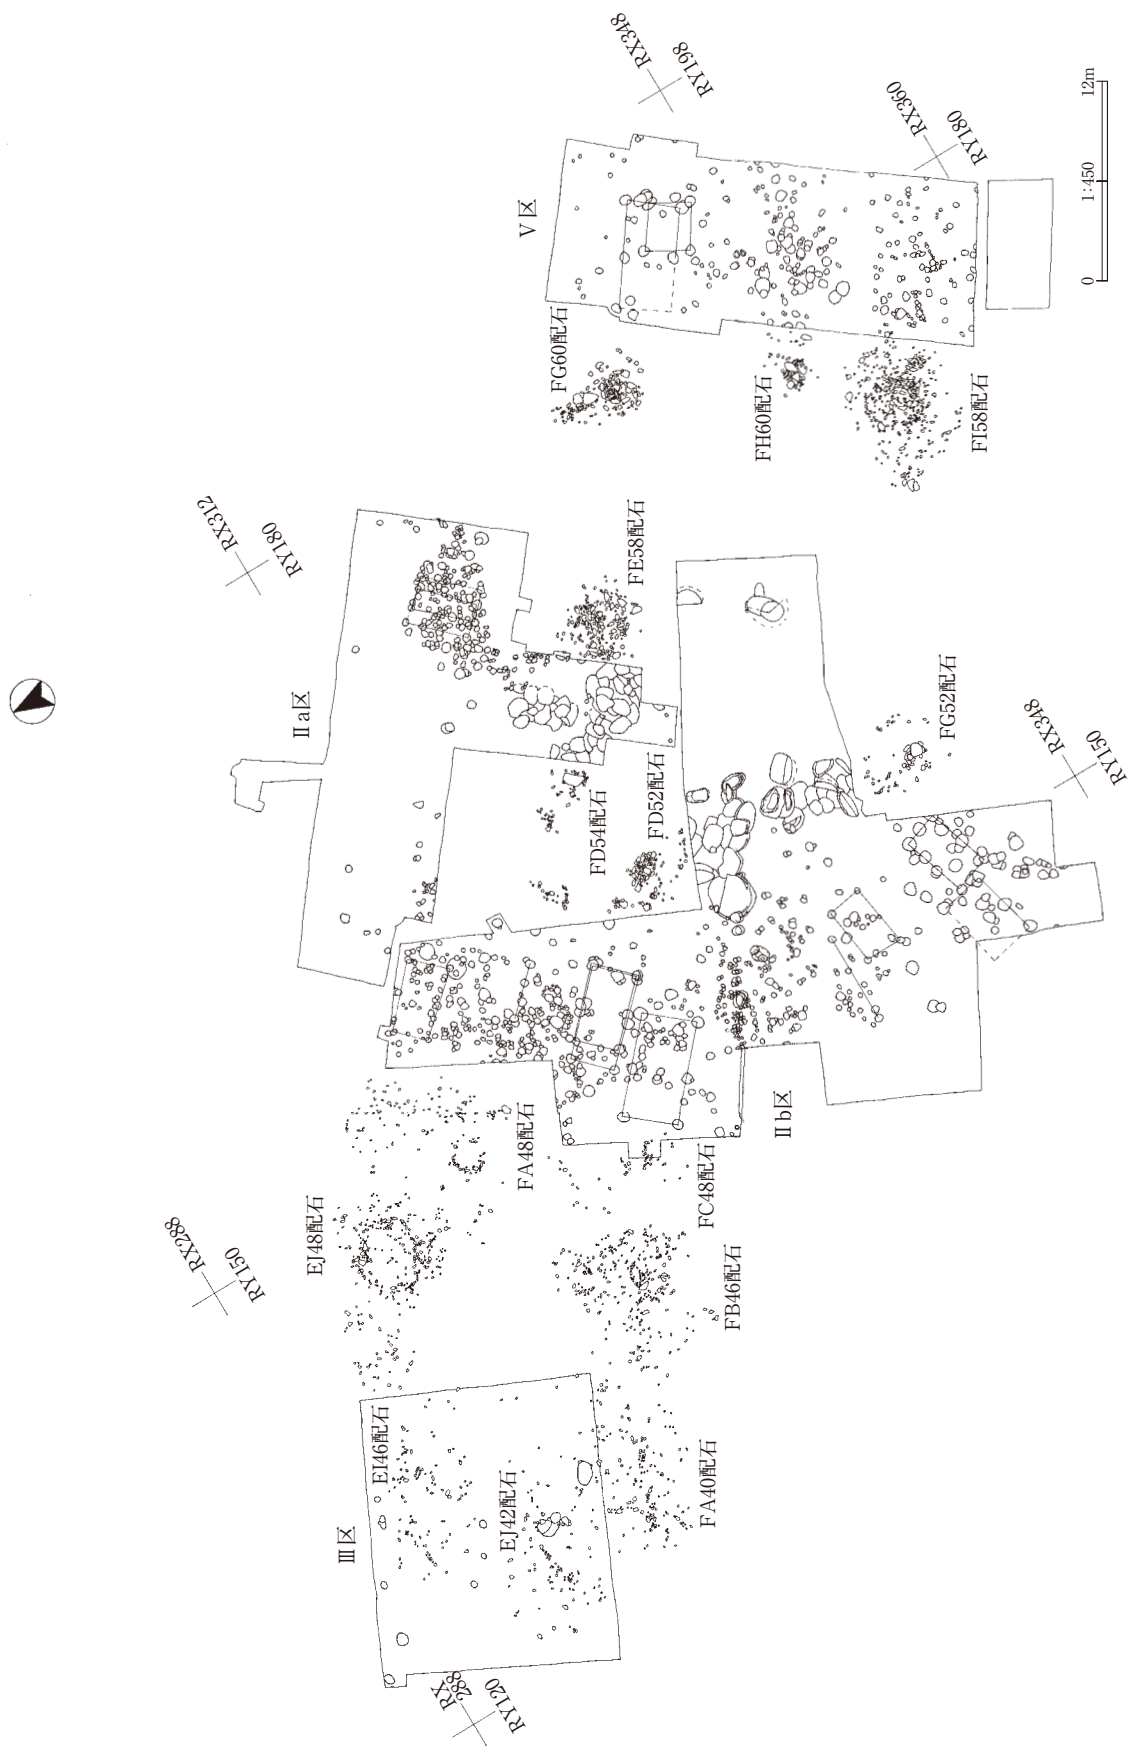 RX348
RY198
RX360
RY180
12m
1:450
0
Ⅴ区
FG60配石
FH60配石
FI58配石
RX312
RY180
Ⅱa区
FE58配石
FD54配石
FD52配石
FG52配石
RX348
RY150
Ⅱb区
FA48配石
FC48配石
EJ48配石
FB46配石
RX288
RY150
Ⅲ区
EI46配石
EJ42配石
FA40配石
RX
288
RY120